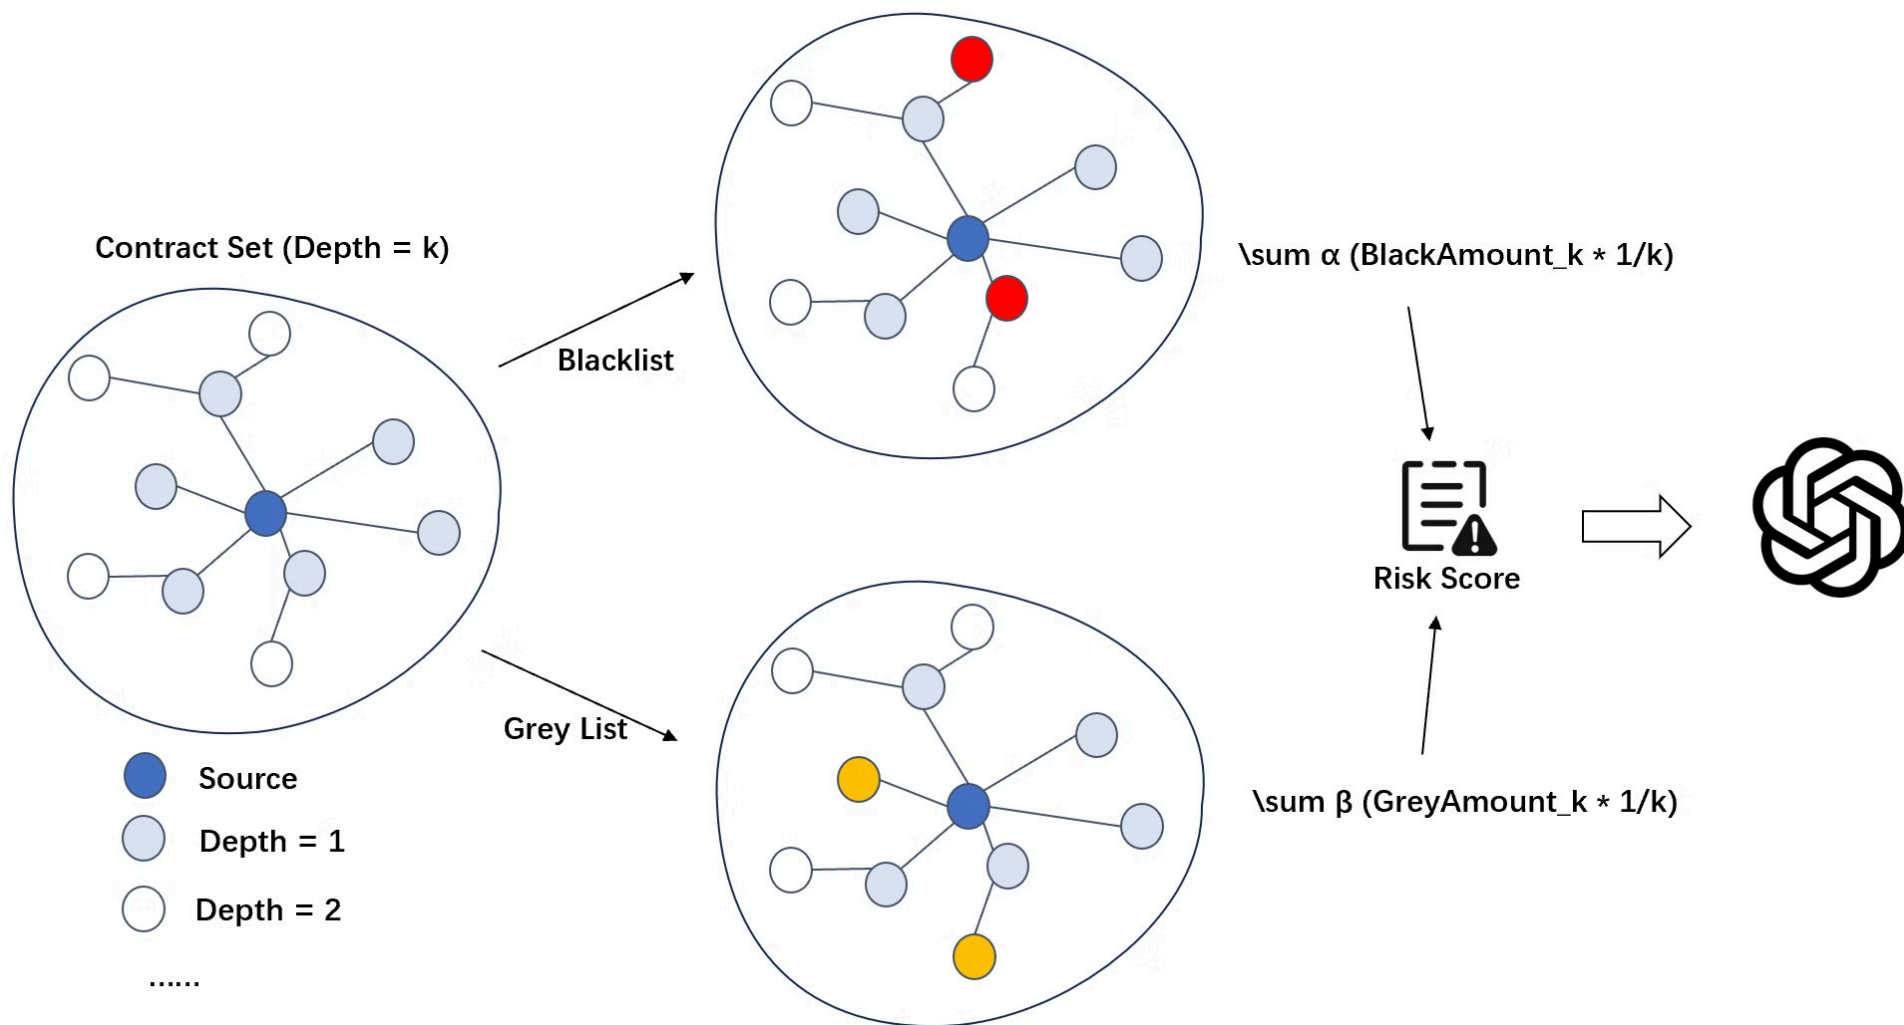 Contract Set (Depth = k)
Blacklist
\sum α (BlackAmount_k * 1/k)
Risk Score
Grey List
\sum β (GreyAmount_k * 1/k)
Source
Depth = 1
Depth = 2
......